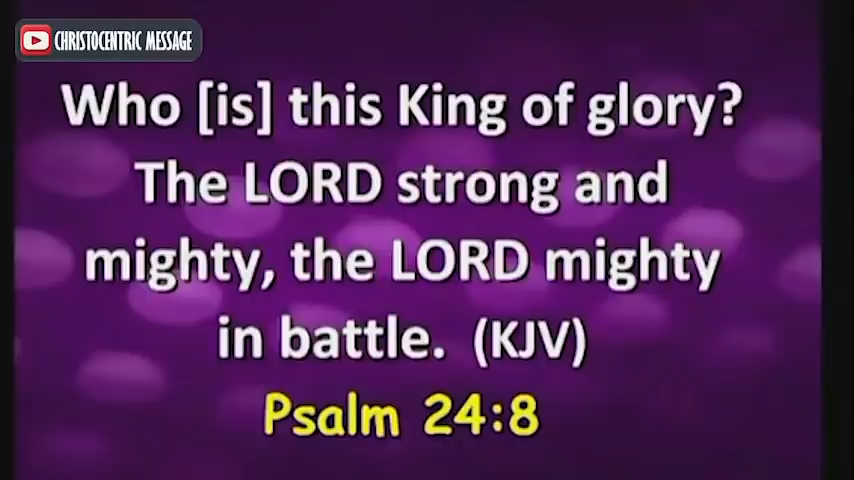 CHRISTOCENTRIC MESSAGE
Who [is] this King of glory?
The LORD strong and
mighty, the LORD mighty
in battle. (KJV)
Psalm 24:8